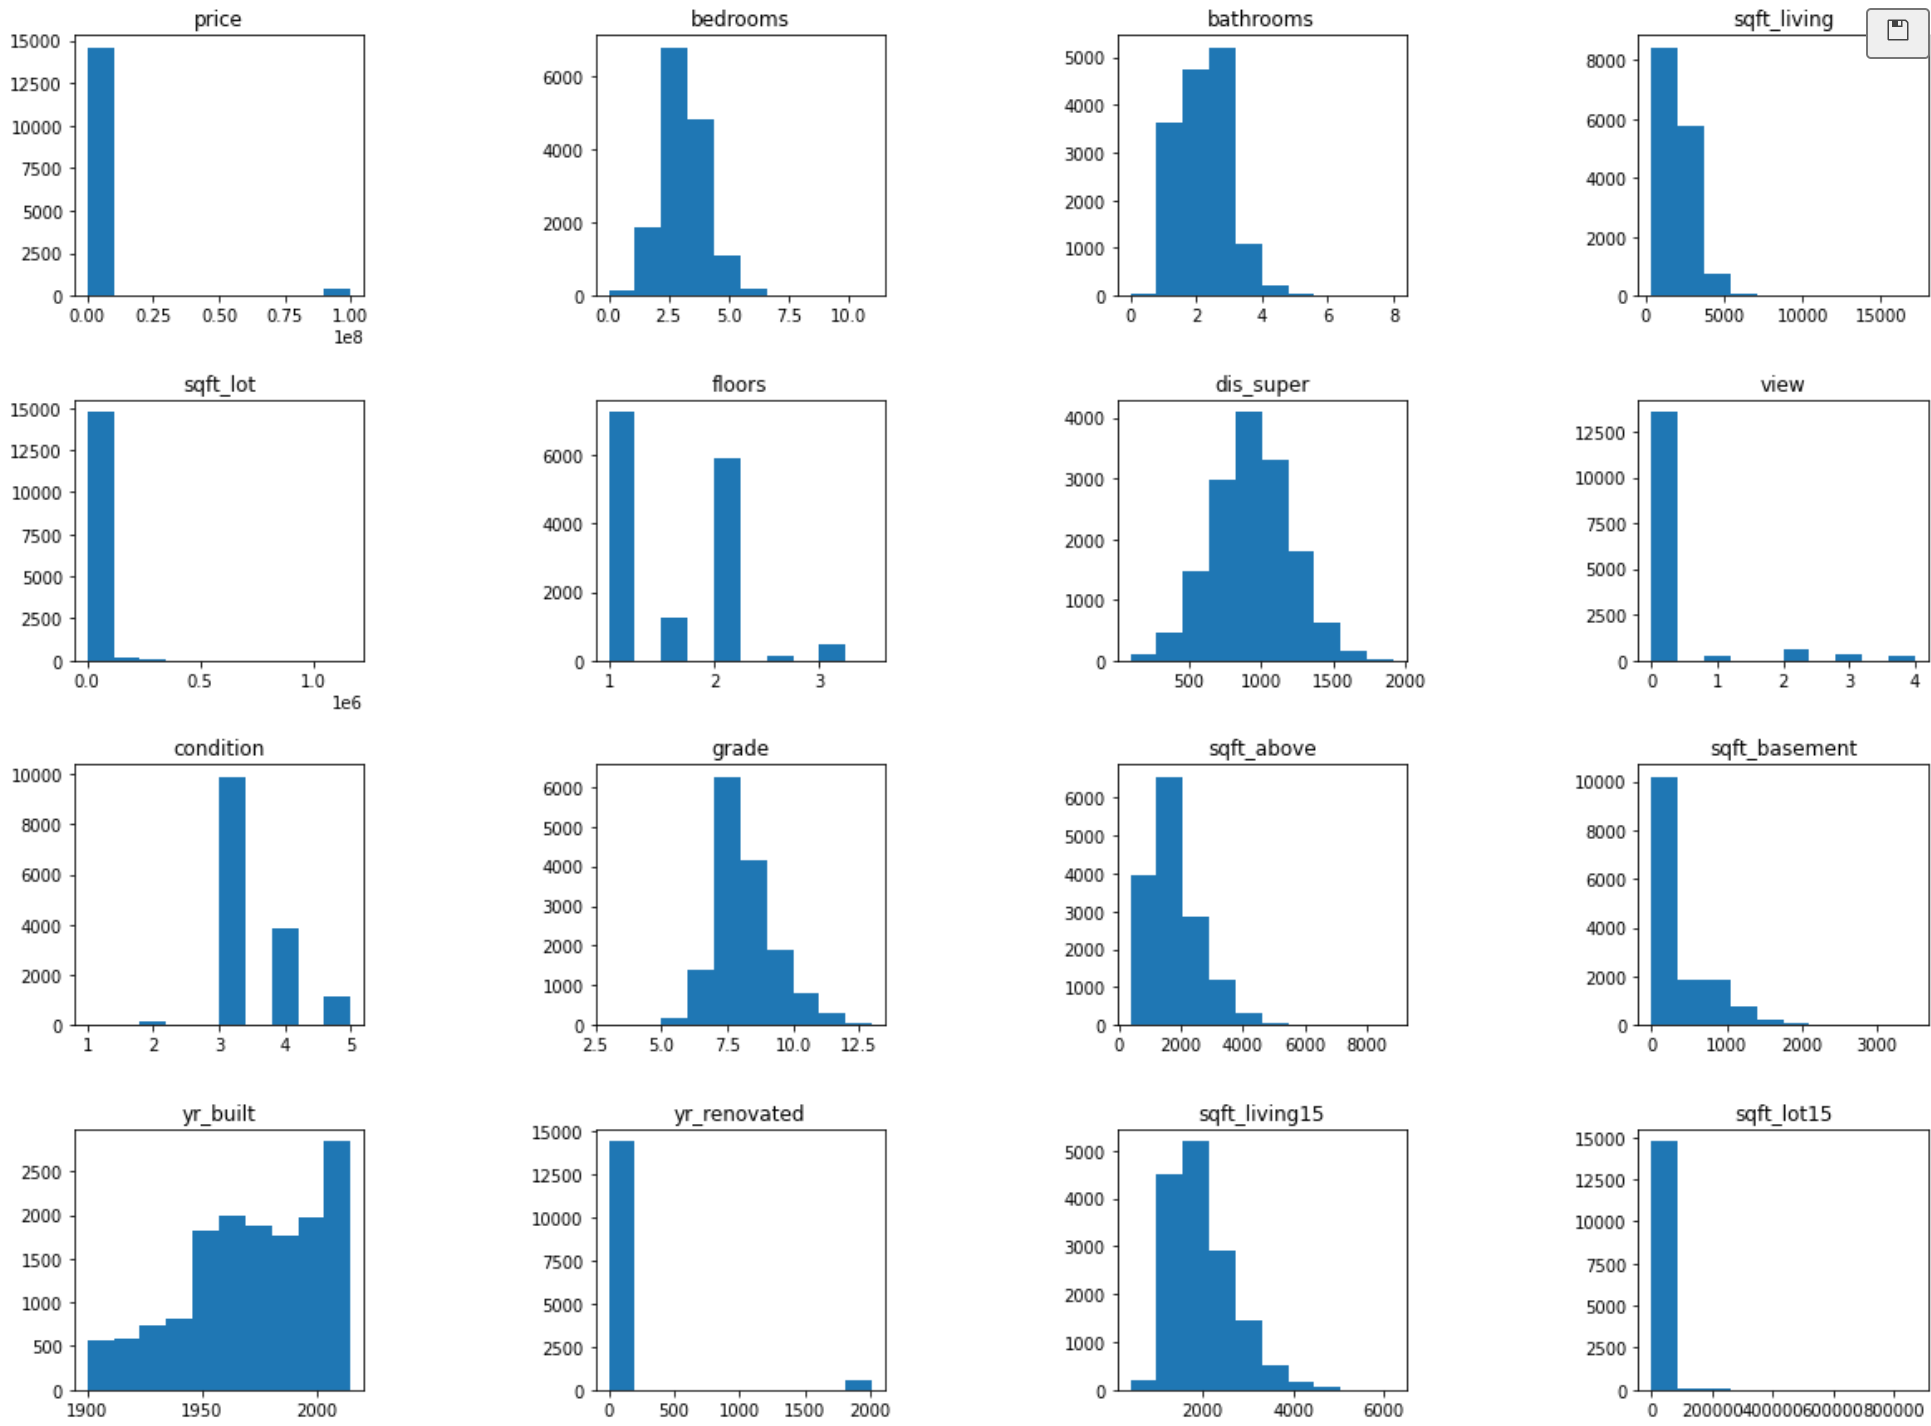 price
15000
12500
10000
7500
5000
2500
0
0.00 0.25 0.50 0.75 1.00
1e8
bedrooms
6000
4000
2000
0
0.0 2.5 5.0 7.5 10.0
bathrooms
5000
4000
3000
2000
1000
0
0 2 4 6 8
sqft_living
8000
6000
4000
2000
0
0 5000 10000 15000
sqft_lot
15000
12500
10000
7500
5000
2500
0
0.0 0.5 1.0
1e6
floors
6000
4000
2000
0
1 2 3
dis_super
4000
3000
2000
1000
0
500 1000 1500 2000
view
12500
10000
7500
5000
2500
0
0 1 2 3 4
condition
10000
8000
6000
4000
2000
0
1 2 3 4 5
grade
6000
5000
4000
3000
2000
1000
0
2.5 5.0 7.5 10.0 12.5
sqft_above
6000
5000
4000
3000
2000
1000
0
0 2000 4000 6000 8000
sqft_basement
10000
8000
6000
4000
2000
0
0 1000 2000 3000
yr_built
2500
2000
1500
1000
500
0
1900 1950 2000
yr_renovated
15000
12500
10000
7500
5000
2500
0
0 500 1000 1500 2000
sqft_living15
5000
4000
3000
2000
1000
0
2000 4000 6000
sqft_lot15
15000
12500
10000
7500
5000
2500
0
0 200000 400000 600000 800000